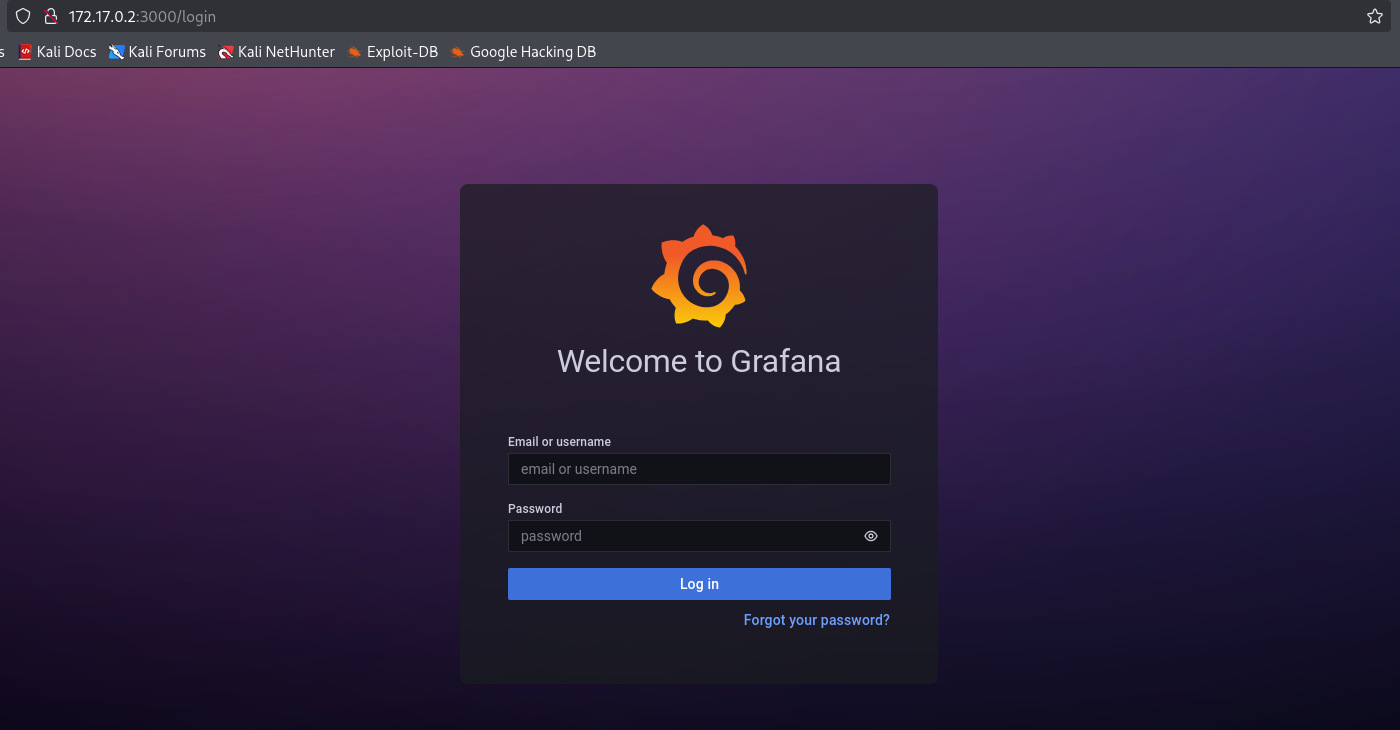 172.17.0.2:3000/login
s Kali Docs Kali Forums Kali NetHunter Exploit-DB Google Hacking DB
Welcome to Grafana
Email or username
email or username
Password
password
Log in
Forgot your password?